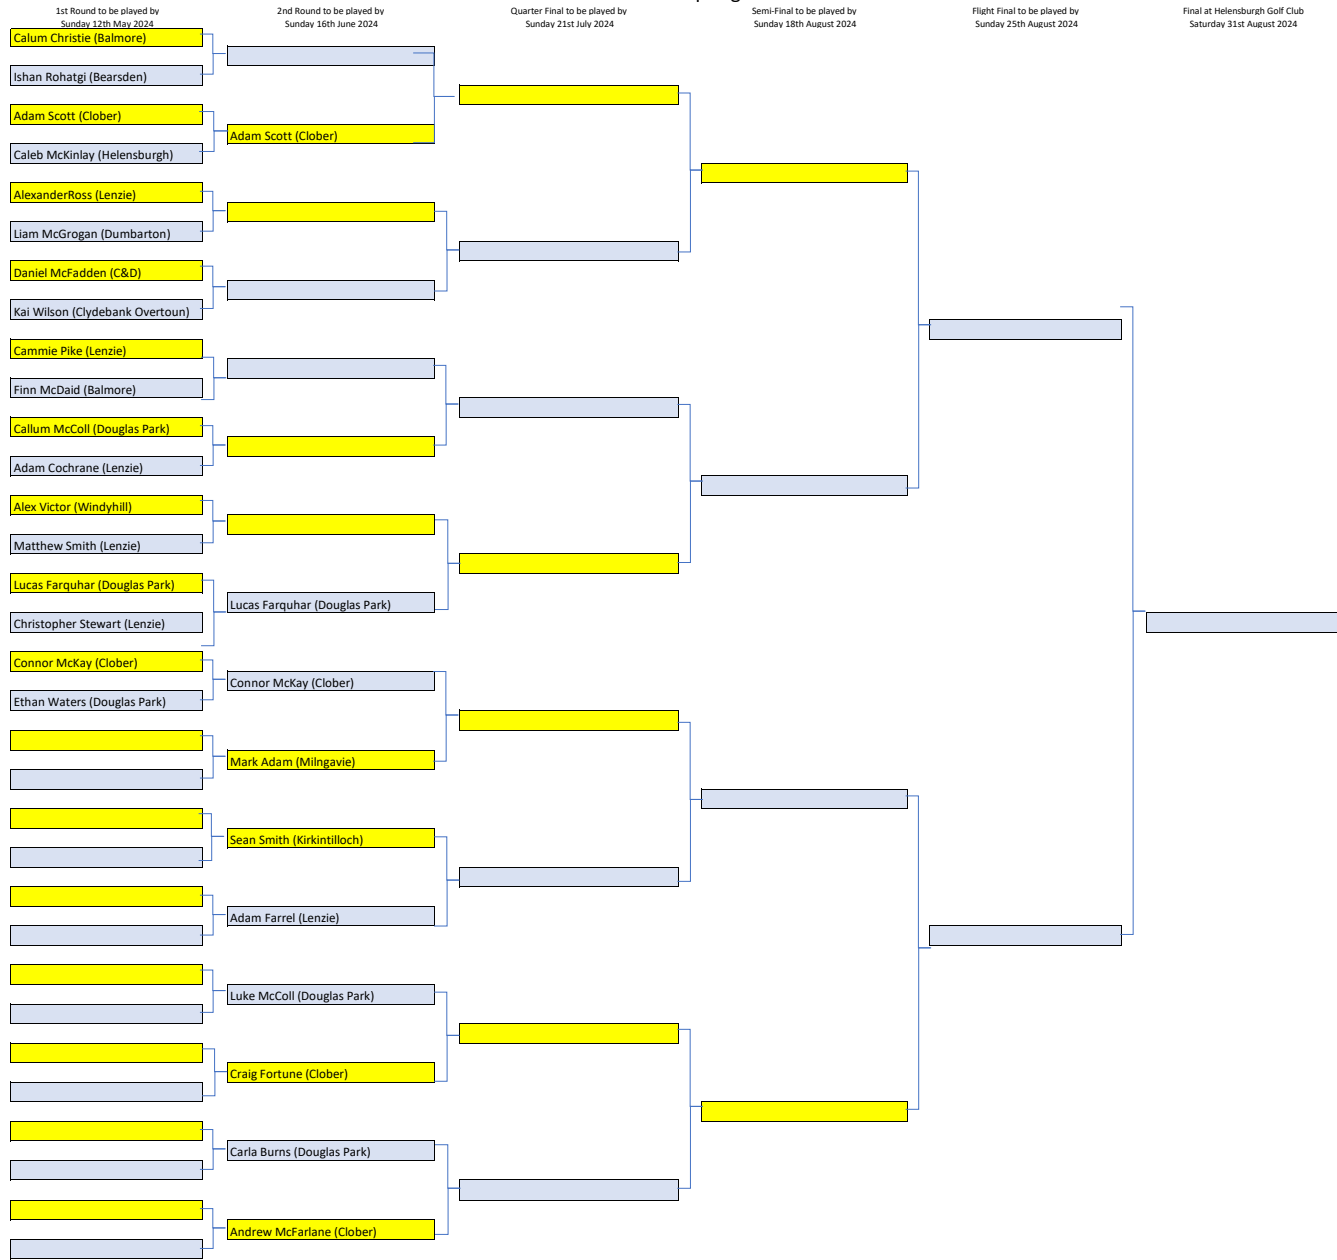 1st Round to be played by
Sunday 12th May 2024
2nd Round to be played by
Sunday 16th June 2024
Quarter Final to be played by
Sunday 21st July 2024
Semi-Final to be played by
Sunday 18th August 2024
Flight Final to be played by
Sunday 25th August 2024
Final at Helensburgh Golf Club
Saturday 31st August 2024
Calum Christie (Balmore)
Ishan Rohatgi (Bearsden)
Adam Scott (Clober)
Caleb McKinlay (Helensburgh)
AlexanderRoss (Lenzie)
Liam McGrogan (Dumbarton)
Daniel McFadden (C&D)
Kai Wilson (Clydebank Overtoun)
Cammie Pike (Lenzie)
Finn McDaid (Balmore)
Callum McColl (Douglas Park)
Adam Cochrane (Lenzie)
Alex Victor (Windyhill)
Matthew Smith (Lenzie)
Lucas Farquhar (Douglas Park)
Christopher Stewart (Lenzie)
Connor McKay (Clober)
Ethan Waters (Douglas Park)
Adam Scott (Clober)
Lucas Farquhar (Douglas Park)
Connor McKay (Clober)
Mark Adam (Milngavie)
Sean Smith (Kirkintilloch)
Adam Farrel (Lenzie)
Luke McColl (Douglas Park)
Craig Fortune (Clober)
Carla Burns (Douglas Park)
Andrew McFarlane (Clober)